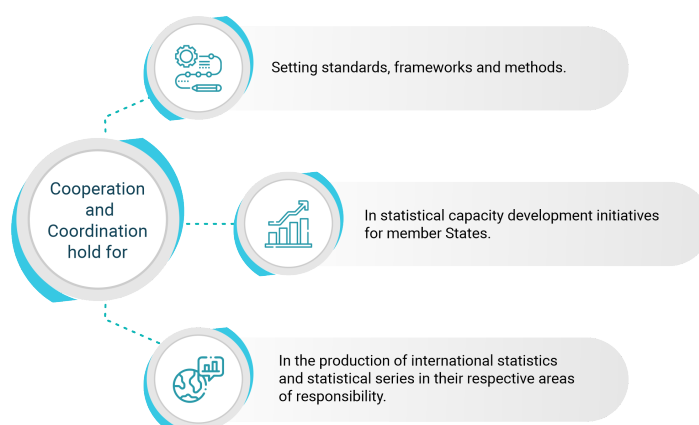 Setting standards, frameworks and methods.
Cooperation
and
Coordination
hold for
In statistical capacity development initiatives
for member States.
In the production of international statistics
and statistical series in their respective areas
of responsibility.